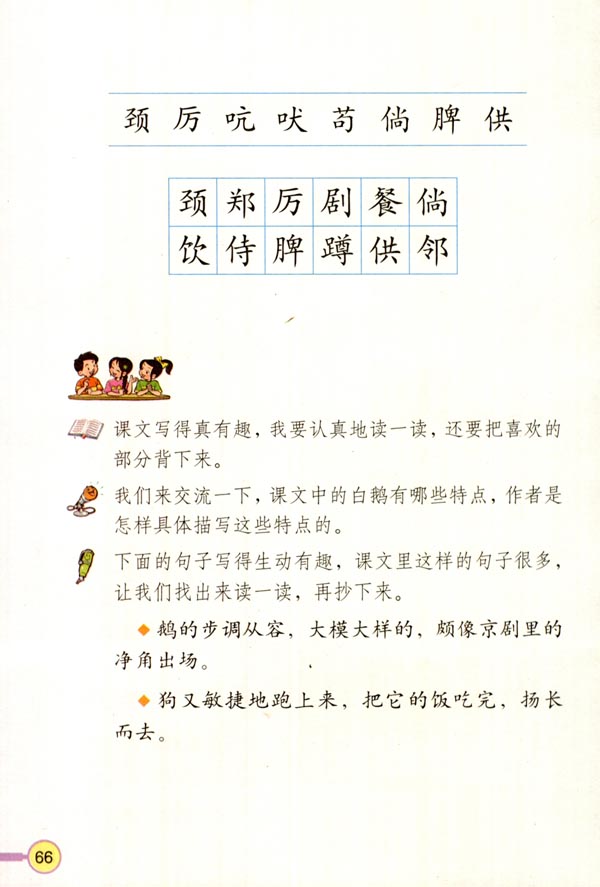 颈 厉 吭 吠 苟 倘 脾 供
颈 郑 厉 剧 餐 倘
饮 侍 脾 蹲 供 邻
课文写得真有趣，我要认真地读一读，还要把喜欢的
部分背下来。
我们来交流一下，课文中的白鹅有哪些特点，作者是
怎样具体描写这些特点的。
下面的句子写得生动有趣，课文里这样的句子很多，
让我们找出来读一读，再抄下来。
◆ 鹅的步调从容，大模大样的，颇像京剧里的
净角出场。
◆ 狗又敏捷地跑上来，把它的饭吃完，扬长
而去。
66